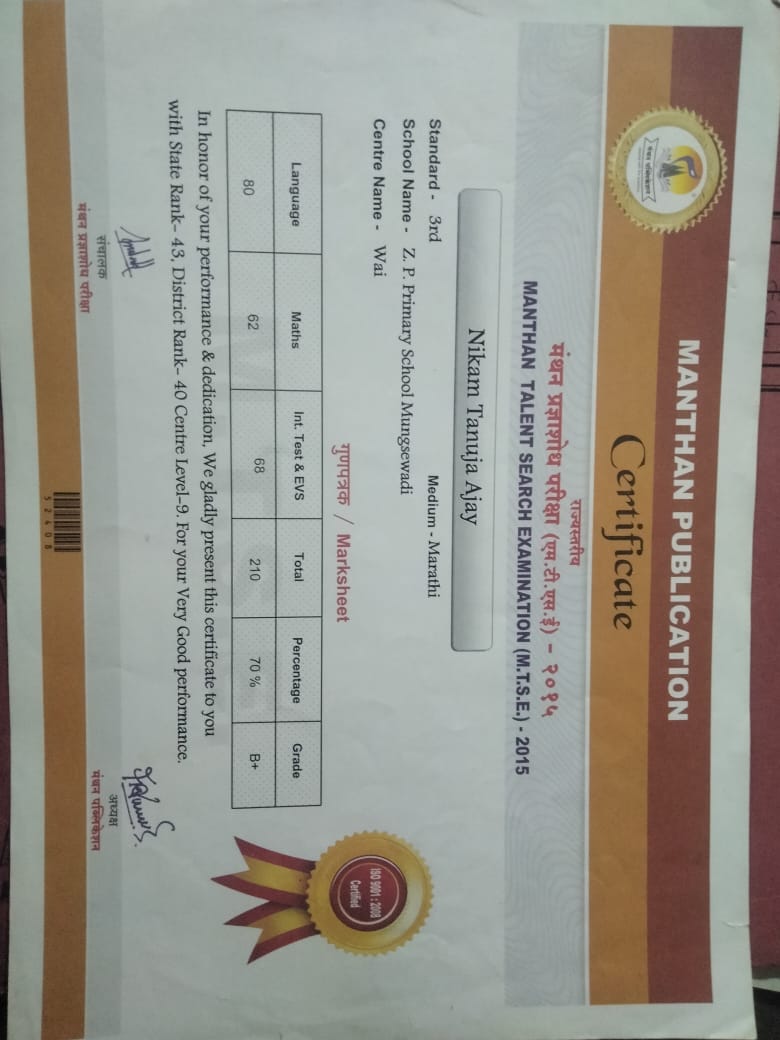 MANTHAN PUBLICATION
Certificate
राज्यस्तरीय
मंथन प्रज्ञाशोध परीक्षा (एम.टी.एस.ई) – २०१५
MANTHAN TALENT SEARCH EXAMINATION (M.T.S.E.) - 2015
Nikam Tanuja Ajay
Standard - 3rd Medium - Marathi
School Name - Z. P. Primary School Mungsewadi
Centre Name - Wai
गुणपत्रक / Marksheet
Language Maths Int. Test & EVS Total Percentage Grade
80 62 68 210 70 % B+
In honor of your performance & dedication, We gladly present this certificate to you
with State Rank– 43, District Rank– 40 Centre Level-9. For your Very Good performance.
ISO 9001 : 2008
Certified
संचालक
मंथन प्रज्ञाशोध परीक्षा
अध्यक्ष
मंथन पब्लिकेशन
52408